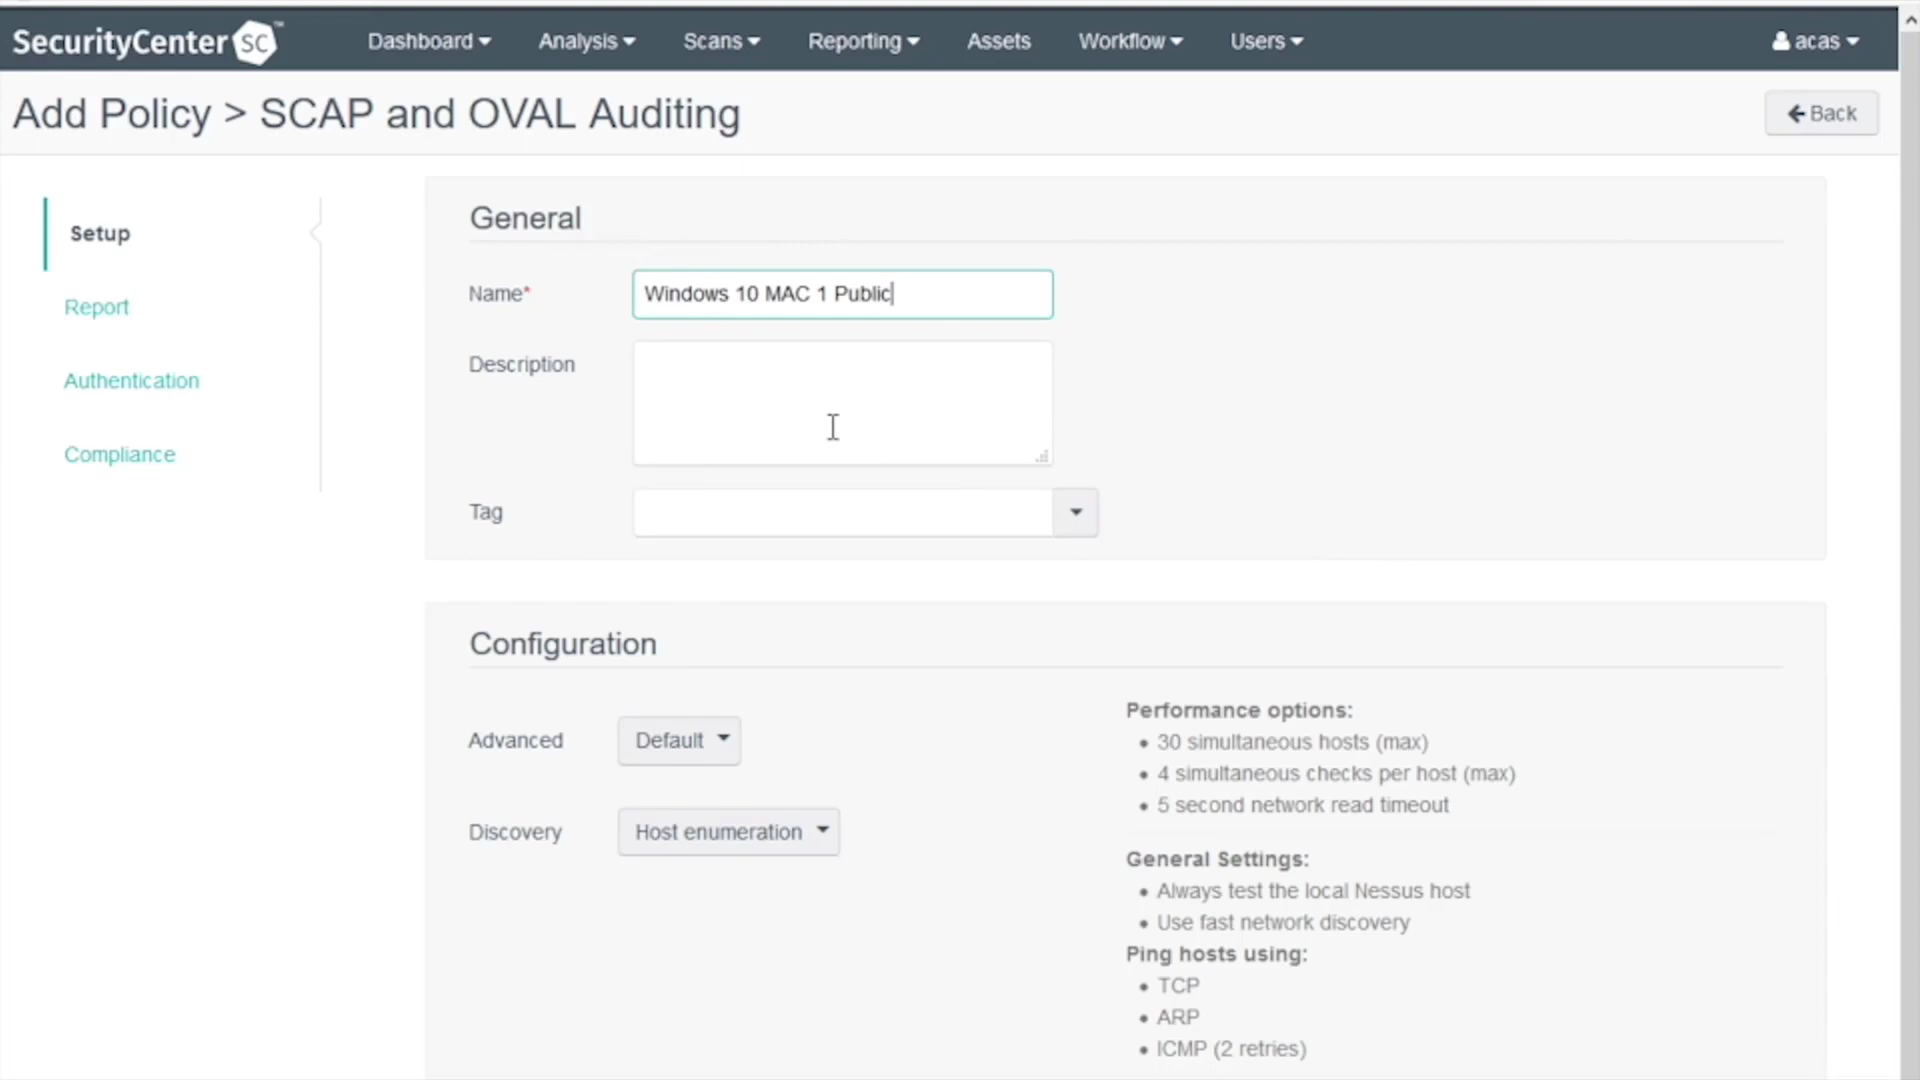 SecurityCenter SC™ Dashboard Analysis Scans Reporting Assets Workflow Users acas
Add Policy > SCAP and OVAL Auditing
Back
Setup
Report
Authentication
Compliance
General
Name* Windows 10 MAC 1 Public
Description
Tag
Configuration
Advanced Default
Discovery Host enumeration
Performance options:
• 30 simultaneous hosts (max)
• 4 simultaneous checks per host (max)
• 5 second network read timeout
General Settings:
• Always test the local Nessus host
• Use fast network discovery
Ping hosts using:
• TCP
• ARP
• ICMP (2 retries)